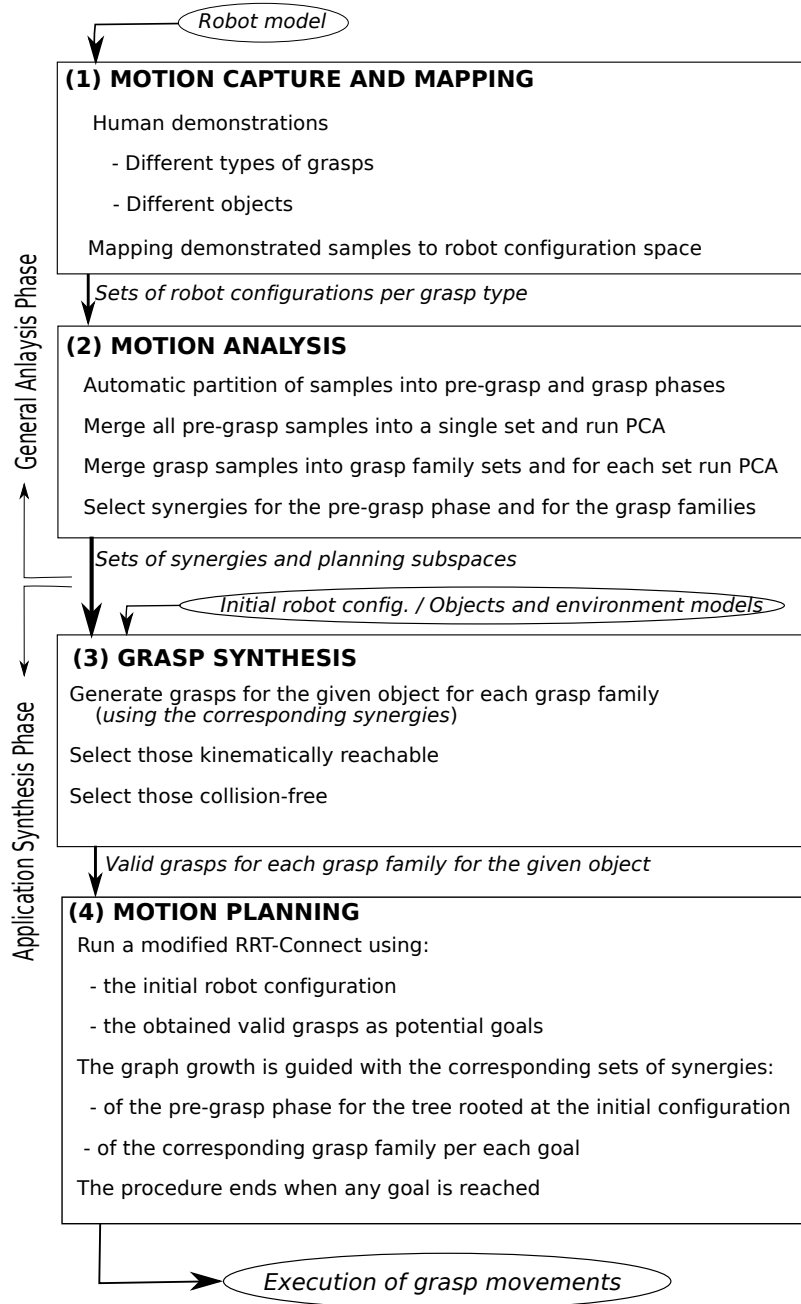 Robot model
(1) MOTION CAPTURE AND MAPPING
Human demonstrations
- Different types of grasps
- Different objects
Mapping demonstrated samples to robot configuration space
Sets of robot configurations per grasp type
General Anlaysis Phase
(2) MOTION ANALYSIS
Automatic partition of samples into pre-grasp and grasp phases
Merge all pre-grasp samples into a single set and run PCA
Merge grasp samples into grasp family sets and for each set run PCA
Select synergies for the pre-grasp phase and for the grasp families
Sets of synergies and planning subspaces
Initial robot config. / Objects and environment models
Application Synthesis Phase
(3) GRASP SYNTHESIS
Generate grasps for the given object for each grasp family
(using the corresponding synergies)
Select those kinematically reachable
Select those collision-free
Valid grasps for each grasp family for the given object
(4) MOTION PLANNING
Run a modified RRT-Connect using:
- the initial robot configuration
- the obtained valid grasps as potential goals
The graph growth is guided with the corresponding sets of synergies:
- of the pre-grasp phase for the tree rooted at the initial configuration
- of the corresponding grasp family per each goal
The procedure ends when any goal is reached
Execution of grasp movements